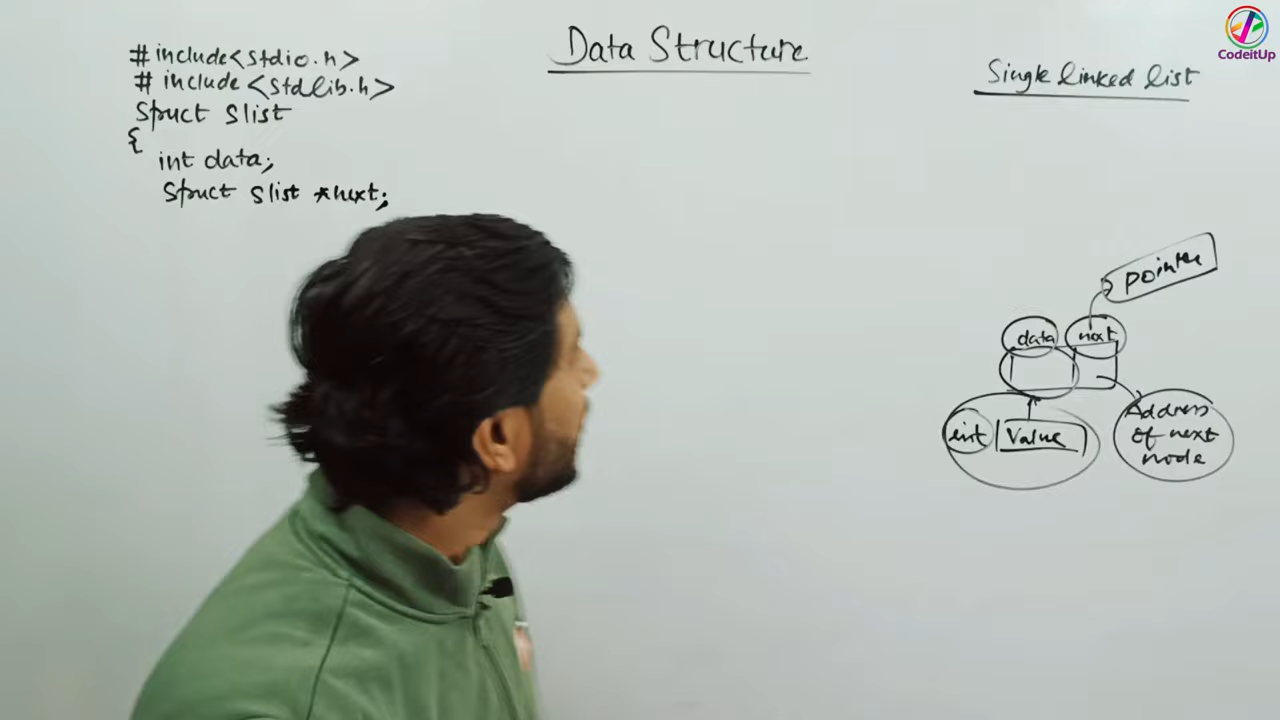 #include<stdio.h>
# include <stdlib.h>
Struct Slist
{
int data;
Struct Slist *next;
Data Structure
Single linked list
CodeitUp
pointer
data next
int Value
Address
of next
node